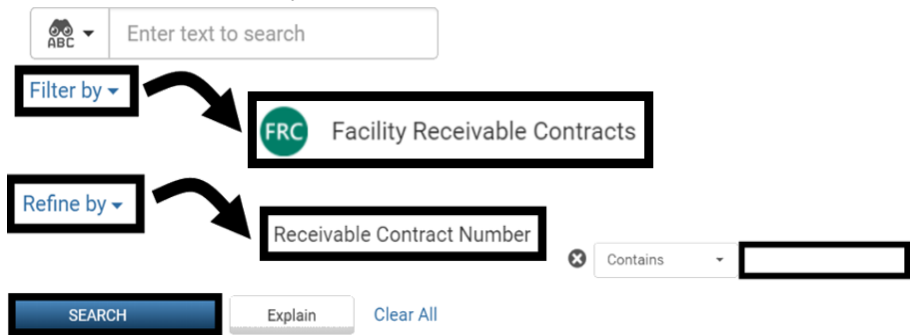 ABC Enter text to search
Filter by
FRC Facility Receivable Contracts
Refine by
Receivable Contract Number
Contains
SEARCH Explain Clear All